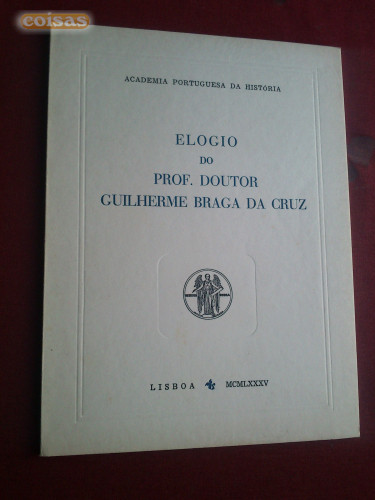 coisas
ACADEMIA PORTUGUESA DA HISTÓRIA
ELOGIO
DO
PROF. DOUTOR
GUILHERME BRAGA DA CRUZ
LISBOA MCMLXXXV